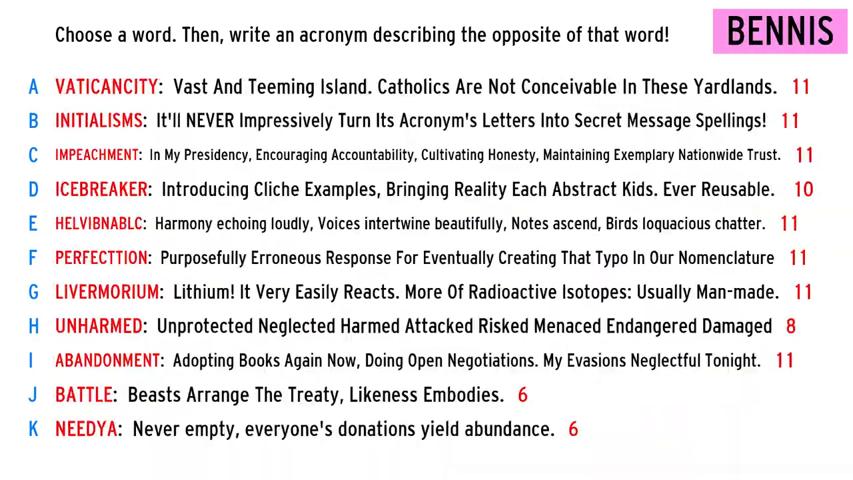 Choose a word. Then, write an acronym describing the opposite of that word!
BENNIS
A VATICANCITY: Vast And Teeming Island. Catholics Are Not Conceivable In These Yardlands. 11
B INITIALISMS: It'll NEVER Impressively Turn Its Acronym's Letters Into Secret Message Spellings! 11
C IMPEACHMENT: In My Presidency, Encouraging Accountability, Cultivating Honesty, Maintaining Exemplary Nationwide Trust. 11
D ICEBREAKER: Introducing Cliche Examples, Bringing Reality Each Abstract Kids. Ever Reusable. 10
E HELVIBNABLC: Harmony echoing loudly, Voices intertwine beautifully, Notes ascend, Birds loquacious chatter. 11
F PERFECTTION: Purposefully Erroneous Response For Eventually Creating That Typo In Our Nomenclature 11
G LIVERMORIUM: Lithium! It Very Easily Reacts. More Of Radioactive Isotopes: Usually Man-made. 11
H UNHARMED: Unprotected Neglected Harmed Attacked Risked Menaced Endangered Damaged 8
I ABANDONMENT: Adopting Books Again Now, Doing Open Negotiations. My Evasions Neglectful Tonight. 11
J BATTLE: Beasts Arrange The Treaty, Likeness Embodies. 6
K NEEDYA: Never empty, everyone's donations yield abundance. 6